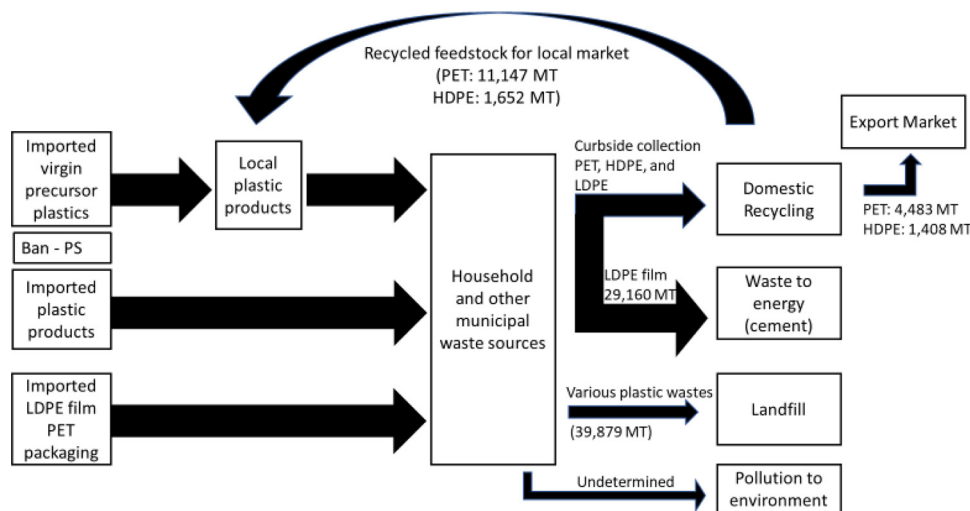 Recycled feedstock for local market
(PET: 11,147 MT
HDPE: 1,652 MT)
Imported
virgin
precursor
plastics
Local
plastic
products
Ban - PS
Imported
plastic
products
Imported
LDPE film
PET
packaging
Household
and other
municipal
waste sources
Curbside collection
PET, HDPE, and
LDPE
LDPE film
29,160 MT
Various plastic wastes
(39,879 MT)
Undetermined
Domestic
Recycling
Export Market
PET: 4,483 MT
HDPE: 1,408 MT
Waste to
energy
(cement)
Landfill
Pollution to
environment